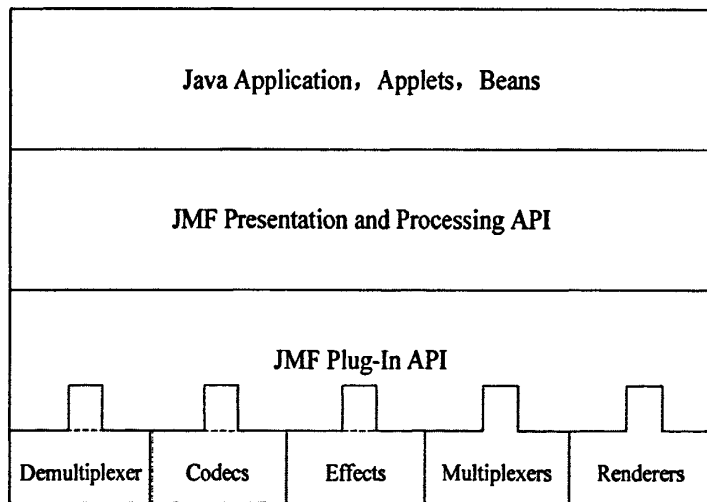 Java Application，Applets，Beans
JMF Presentation and Processing API
JMF Plug-In API
Demultiplexer
Codecs
Effects
Multiplexers
Renderers